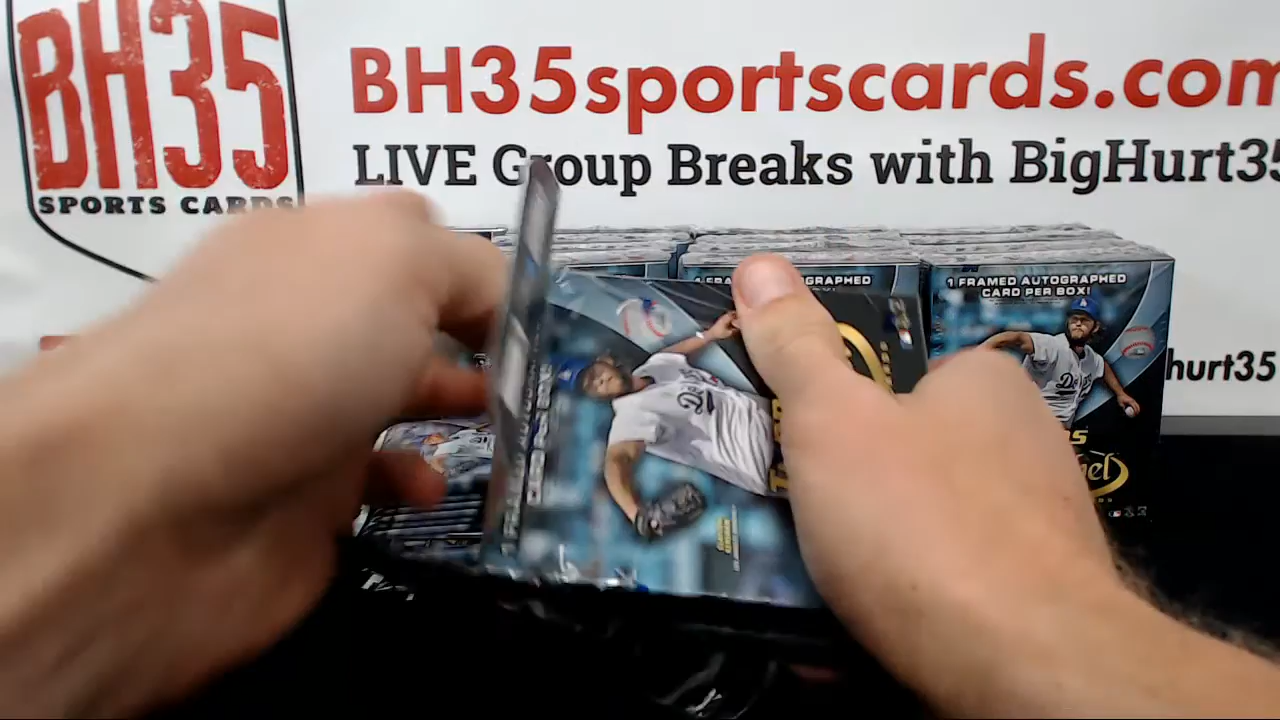 BH35
SPORTS CARDS
BH35sportscards.com
LIVE Group Breaks with BigHurt35
1 FRAMED AUTOGRAPHED
CARD PER BOX!
hurt35